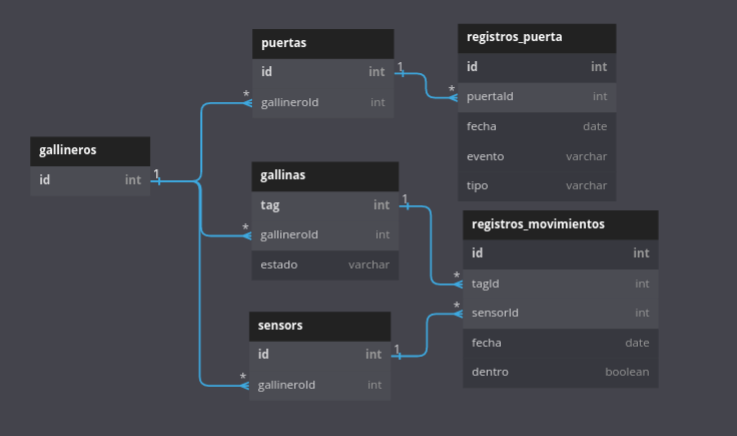 gallineros
id int
1
puertas
id int
1
* gallineroId int
gallinas
tag int
1
* gallineroId int
estado varchar
sensors
id int
1
* gallineroId int
registros_puerta
id int
* puertaId int
fecha date
evento varchar
tipo varchar
registros_movimientos
id int
* tagId int
* sensorId int
fecha date
dentro boolean